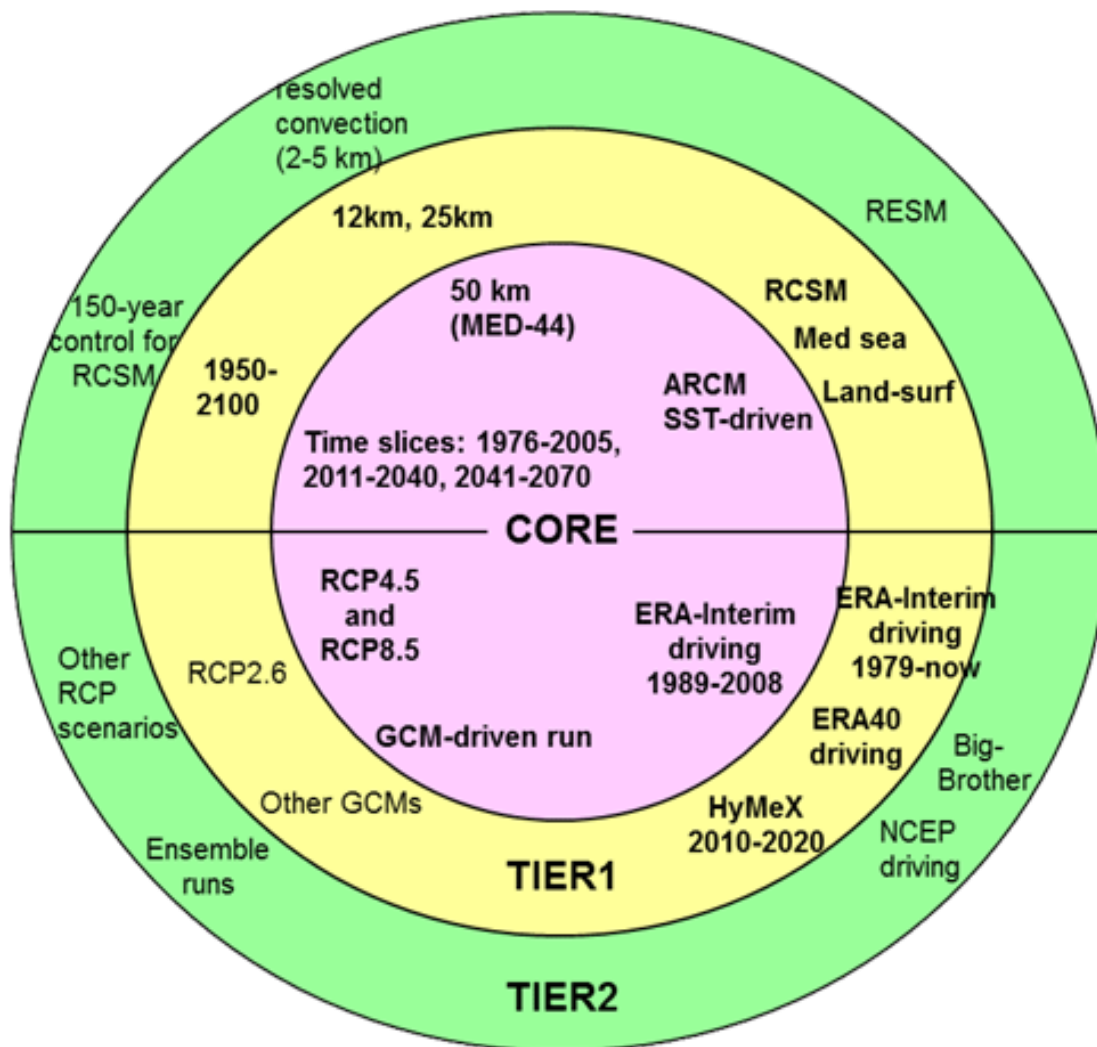 resolved
convection
(2-5 km)
12km, 25km
RESM
50 km
(MED-44)
RCSM
Med sea
Land-surf
150-year
control for
RCSM
1950-
2100
ARCM
SST-driven
Time slices: 1976-2005,
2011-2040, 2041-2070
CORE
RCP4.5
and
RCP8.5
ERA-Interim
driving
1989-2008
ERA-Interim
driving
1979-now
Other
RCP
scenarios
RCP2.6
GCM-driven run
ERA40
driving
Big-
Brother
Other GCMs
HyMeX
2010-2020
NCEP
driving
Ensemble
runs
TIER1
TIER2